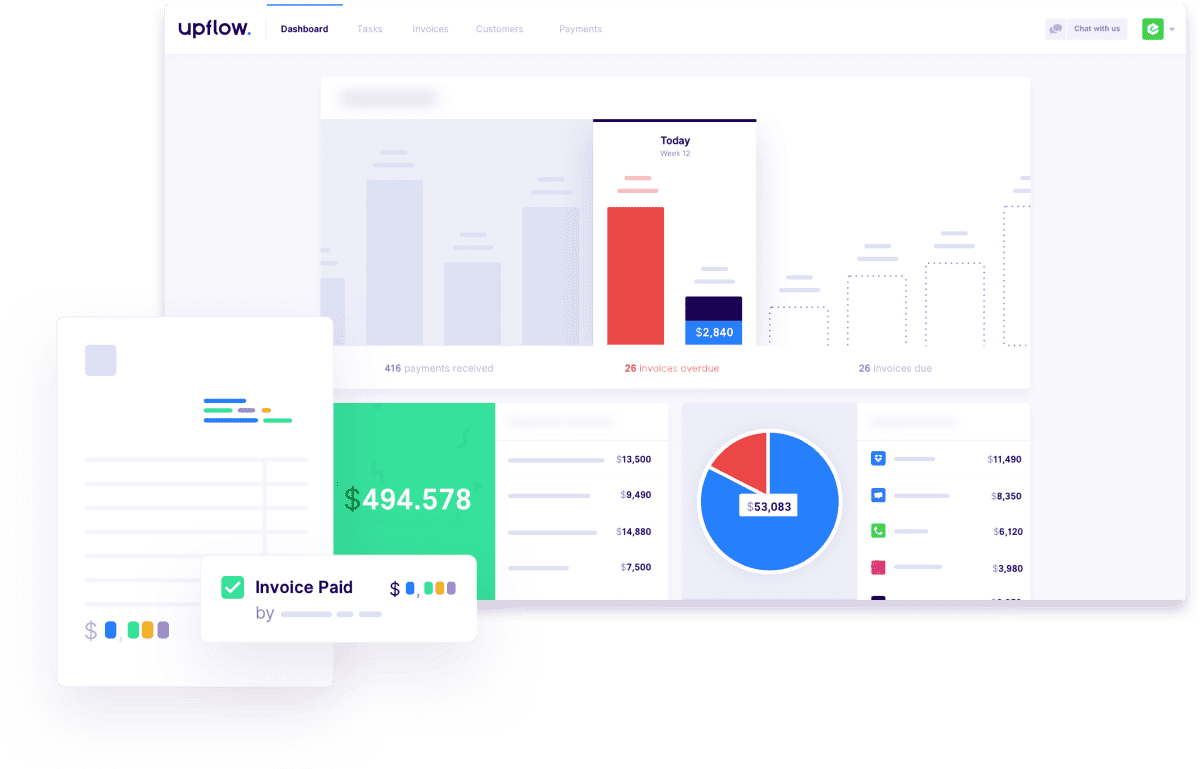 upflow.
Dashboard
Tasks
Invoices
Customers
Payments
Chat with us
Today
Week 12
$2,840
416 payments received
26 invoices overdue
26 invoices due
$494.578
$13,500
$9,490
$14,880
$7,500
$53,083
$11,490
$8,350
$6,120
$3,980
Invoice Paid
$ ,
by
$ ,